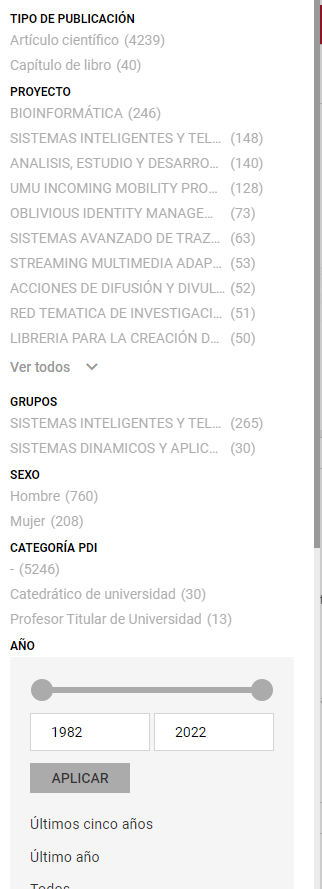 TIPO DE PUBLICACIÓN
Artículo científico (4239)
Capítulo de libro (40)
PROYECTO
BIOINFORMÁTICA (246)
SISTEMAS INTELIGENTES Y TEL... (148)
ANALISIS, ESTUDIO Y DESARRO... (140)
UMU INCOMING MOBILITY PRO... (128)
OBLIVIOUS IDENTITY MANAGE... (73)
SISTEMAS AVANZADO DE TRAZ... (63)
STREAMING MULTIMEDIA ADAP... (53)
ACCIONES DE DIFUSIÓN Y DIVUL... (52)
RED TEMATICA DE INVESTIGACI... (51)
LIBRERIA PARA LA CREACIÓN D... (50)
Ver todos
GRUPOS
SISTEMAS INTELIGENTES Y TEL... (265)
SISTEMAS DINAMICOS Y APLIC... (30)
SEXO
Hombre (760)
Mujer (208)
CATEGORÍA PDI
- (5246)
Catedrático de universidad (30)
Profesor Titular de Universidad (13)
AÑO
1982 2022
APLICAR
Últimos cinco años
Último año
Todos